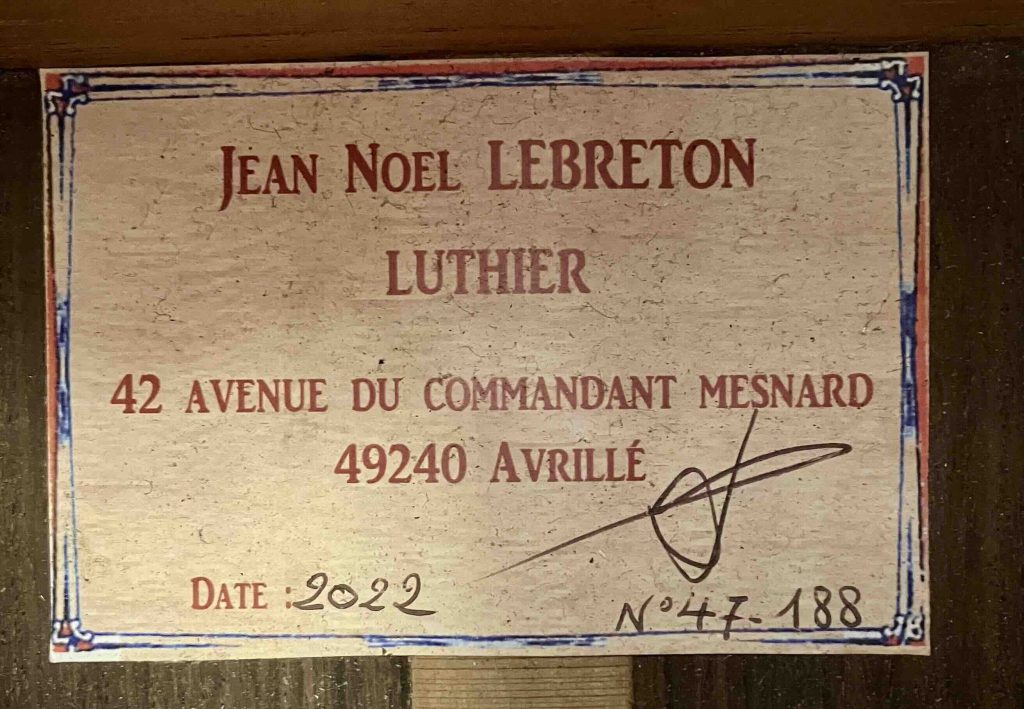 JEAN NOEL LEBRETON
LUTHIER
42 AVENUE DU COMMANDANT MESNARD
49240 AVRILLÉ
DATE : 2022
N° 47-188